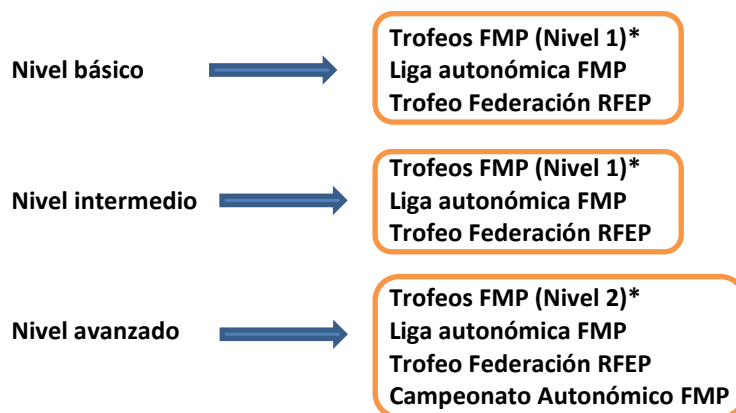 Nivel básico
Trofeos FMP (Nivel 1)*
Liga autonómica FMP
Trofeo Federación RFEP
Nivel intermedio
Trofeos FMP (Nivel 1)*
Liga autonómica FMP
Trofeo Federación RFEP
Nivel avanzado
Trofeos FMP (Nivel 2)*
Liga autonómica FMP
Trofeo Federación RFEP
Campeonato Autonómico FMP